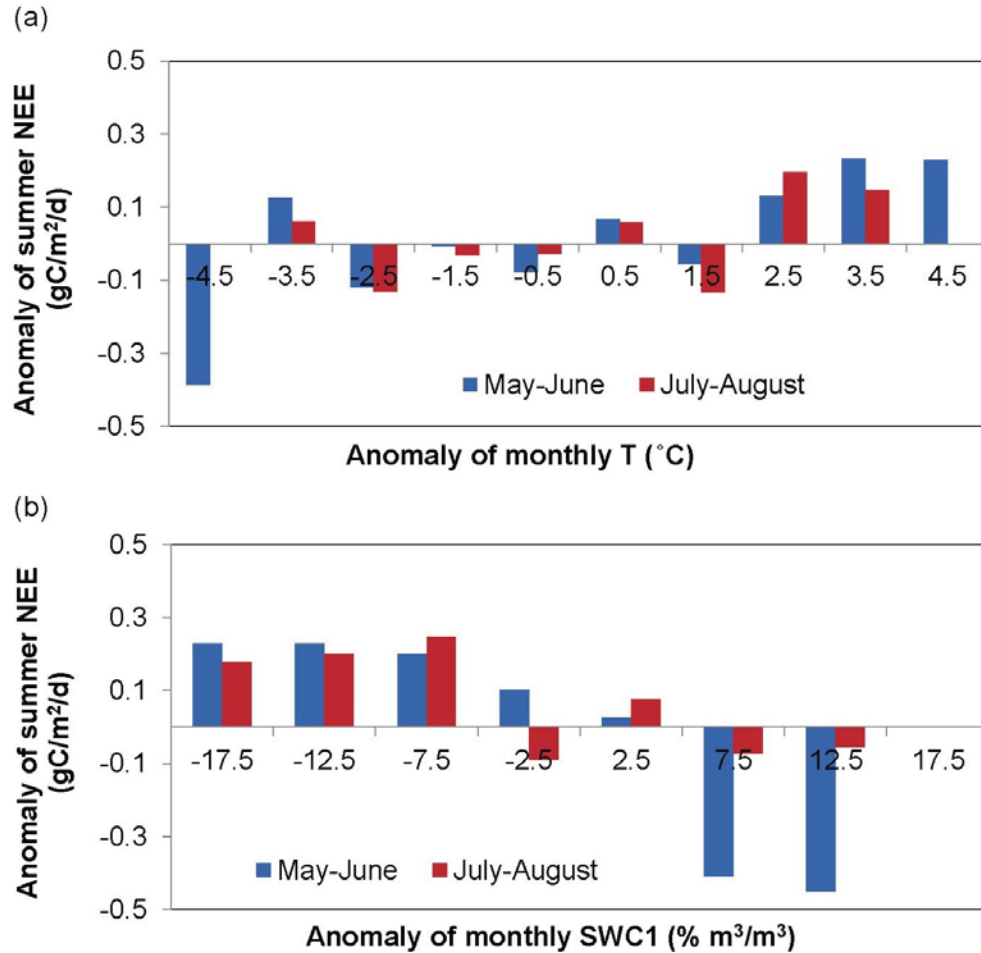 (a)
Anomaly of summer NEE
(gC/m²/d)
0.5
0.3
0.1
-0.1
-0.3
-0.5
-4.5 -3.5 -2.5 -1.5 -0.5 0.5 1.5 2.5 3.5 4.5
May-June July-August
Anomaly of monthly T (˚C)
(b)
Anomaly of summer NEE
(gC/m²/d)
0.5
0.3
0.1
-0.1
-0.3
-0.5
-17.5 -12.5 -7.5 -2.5 2.5 7.5 12.5 17.5
May-June July-August
Anomaly of monthly SWC1 (% m³/m³)